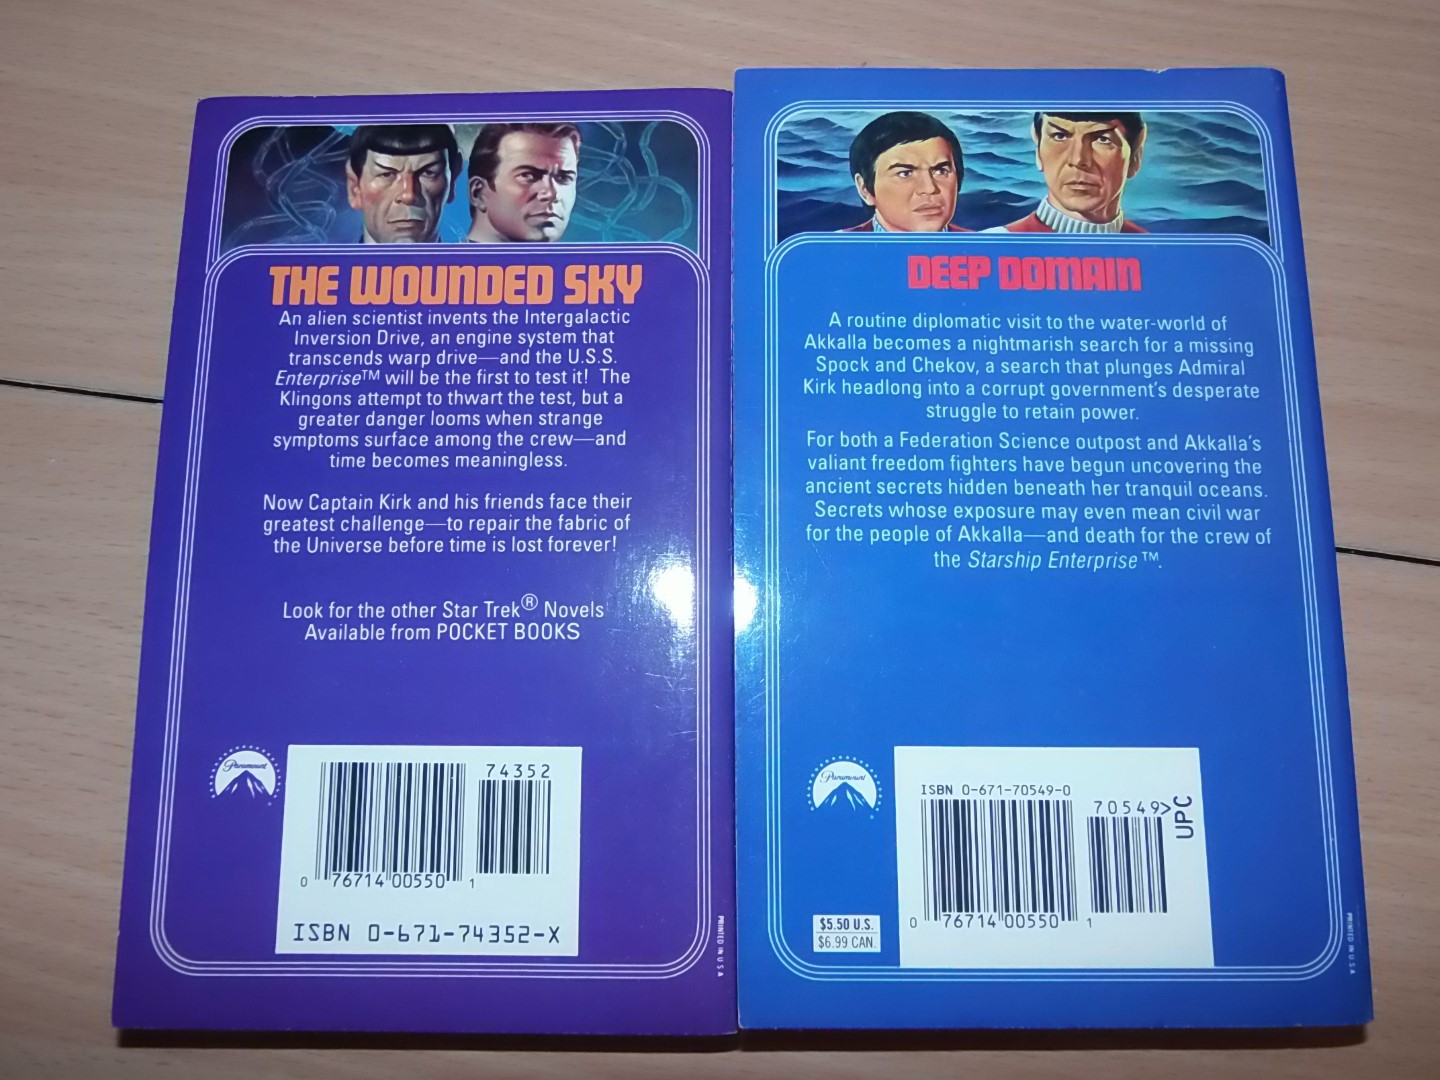 THE WOUNDED SKY
An alien scientist invents the Intergalactic
Inversion Drive, an engine system that
transcends warp drive—and the U.S.S.
Enterprise™ will be the first to test it! The
Klingons attempt to thwart the test, but a
greater danger looms when strange
symptoms surface among the crew—and
time becomes meaningless.
Now Captain Kirk and his friends face their
greatest challenge—to repair the fabric of
the Universe before time is lost forever!
Look for the other Star Trek® Novels
Available from POCKET BOOKS
Paramount
74352
0 76714 00550 1
ISBN 0-671-74352-X
PRINTED IN U.S.A
DEEP DOMAIN
A routine diplomatic visit to the water-world of
Akkalla becomes a nightmarish search for a missing
Spock and Chekov, a search that plunges Admiral
Kirk headlong into a corrupt government's desperate
struggle to retain power.
For both a Federation Science outpost and Akkalla's
valiant freedom fighters have begun uncovering the
ancient secrets hidden beneath her tranquil oceans.
Secrets whose exposure may even mean civil war
for the people of Akkalla—and death for the crew of
the Starship Enterprise™.
Paramount
ISBN 0-671-70549-0
70549>
UPC
0 76714 00550 1
$5.50 U.S.
$6.99 CAN.
PRINTED IN U.S.A